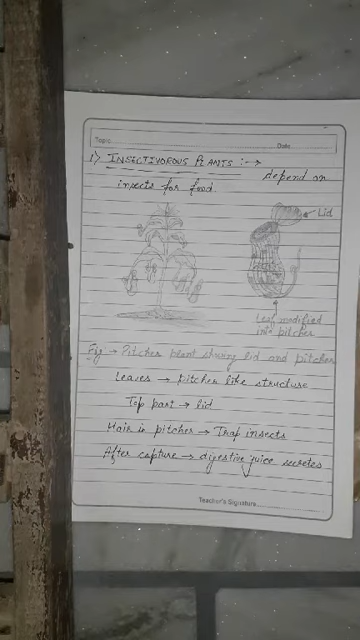 Topic Date
1) INSECTIVOROUS PLANTS :-→ depend on
insects for food.
Lid
Leaf modified
into pitcher
Fig → Pitcher plant showing lid and pitcher
Leaves → pitcher like structure
Top part → lid
Hair in pitcher → Trap insects
After capture → digestive juice secretes
Teacher's Signature